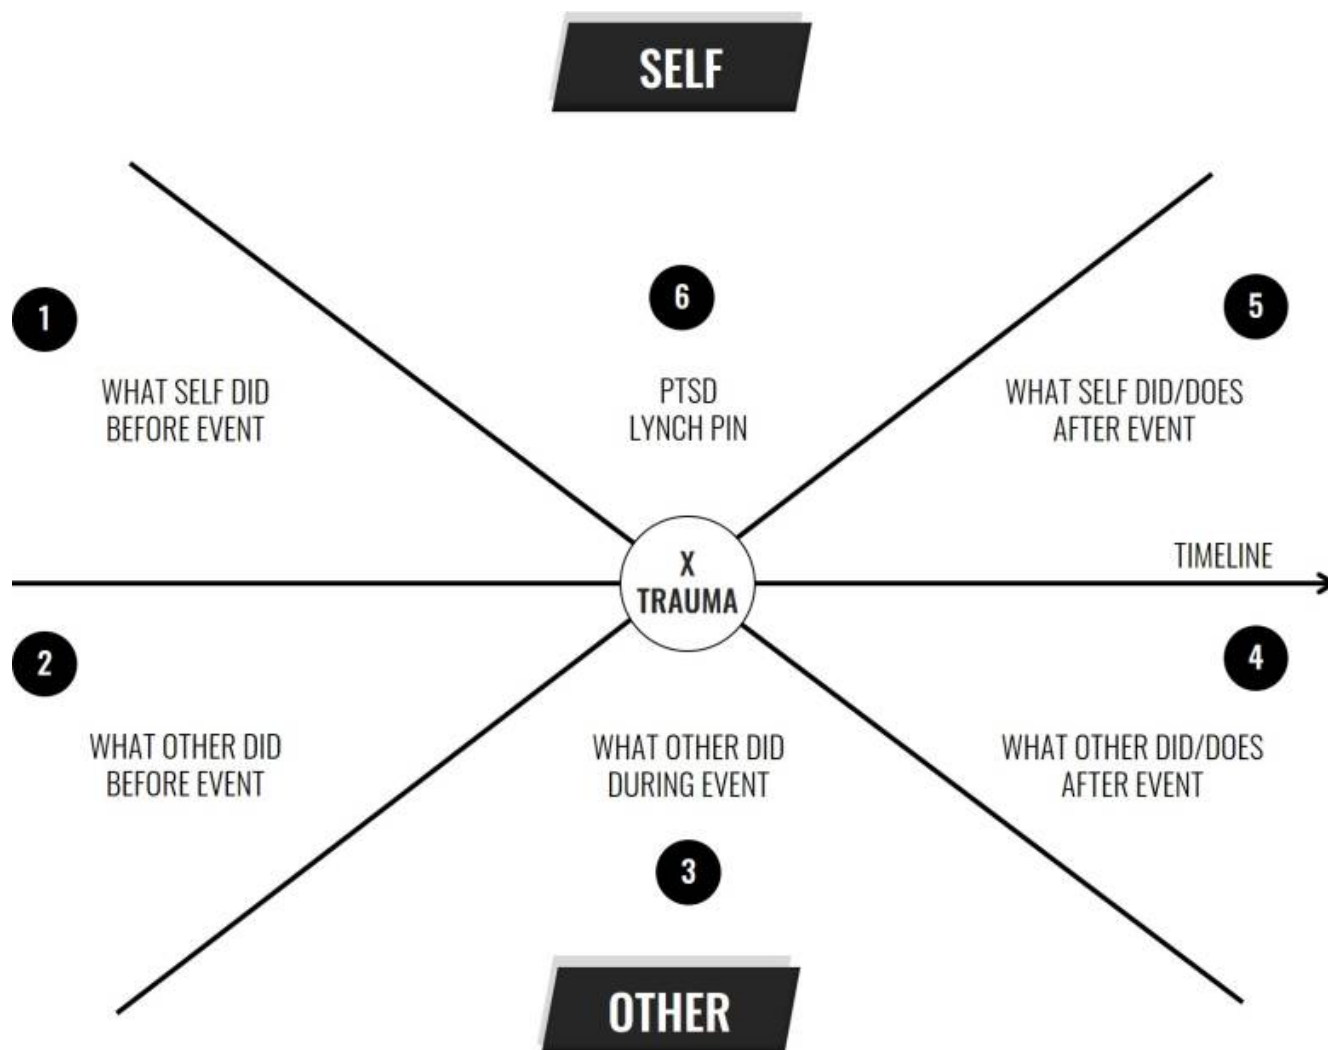 SELF
1
WHAT SELF DID
BEFORE EVENT
6
PTSD
LYNCH PIN
5
WHAT SELF DID/DOES
AFTER EVENT
X
TRAUMA
TIMELINE
2
WHAT OTHER DID
BEFORE EVENT
WHAT OTHER DID
DURING EVENT
3
4
WHAT OTHER DID/DOES
AFTER EVENT
OTHER